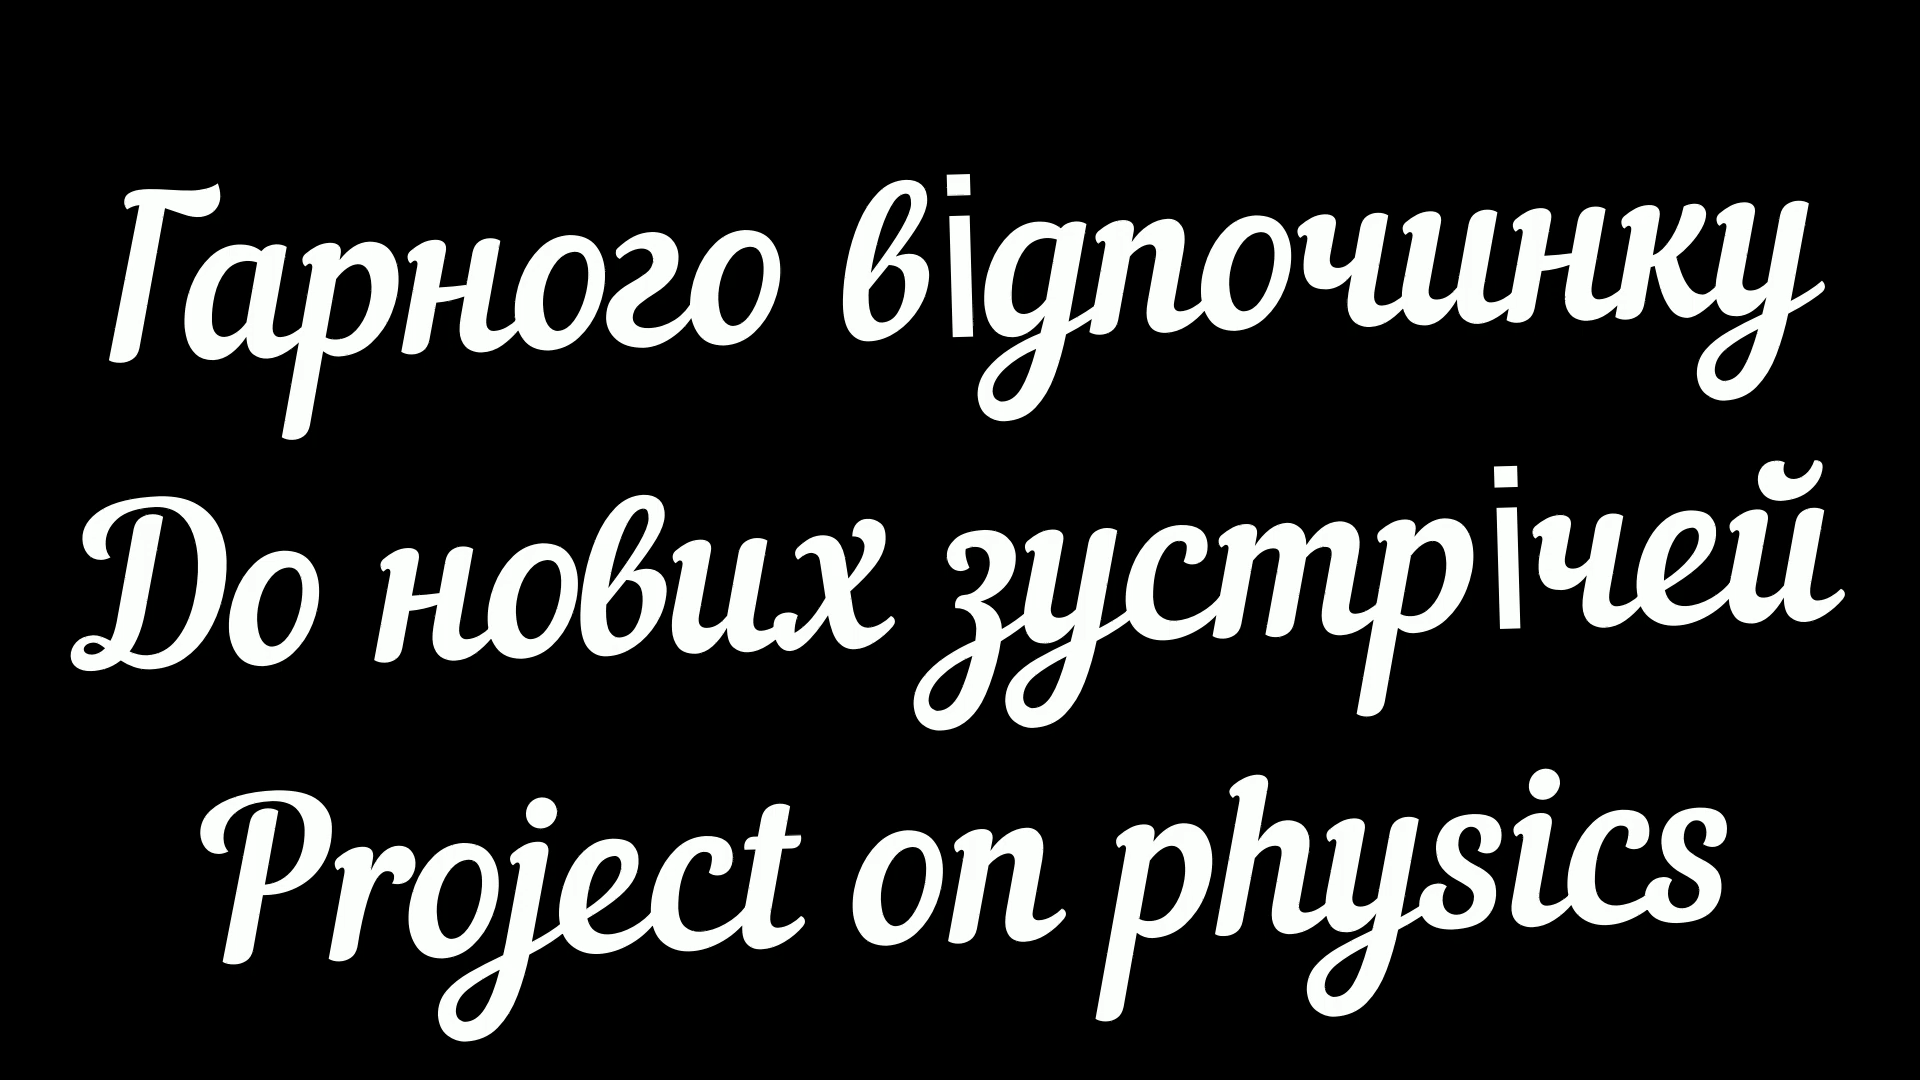 Гарного відпочинку
До нових зустрічей
Project on physics